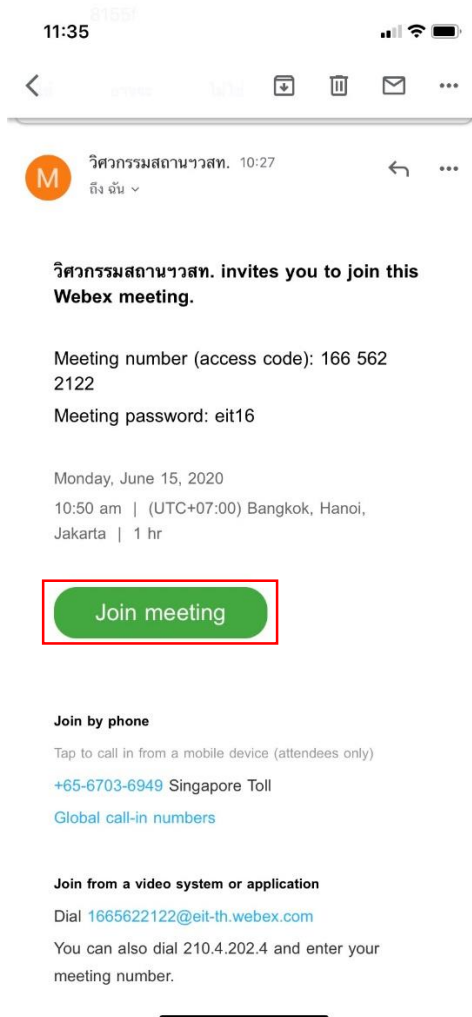 11:35
M
วิศวกรรมสถานฯวสท. 10:27
ถึง ฉัน
วิศวกรรมสถานฯวสท. invites you to join this
Webex meeting.
Meeting number (access code): 166 562
2122
Meeting password: eit16
Monday, June 15, 2020
10:50 am | (UTC+07:00) Bangkok, Hanoi,
Jakarta | 1 hr
Join meeting
Join by phone
Tap to call in from a mobile device (attendees only)
+65-6703-6949 Singapore Toll
Global call-in numbers
Join from a video system or application
Dial 1665622122@eit-th.webex.com
You can also dial 210.4.202.4 and enter your
meeting number.